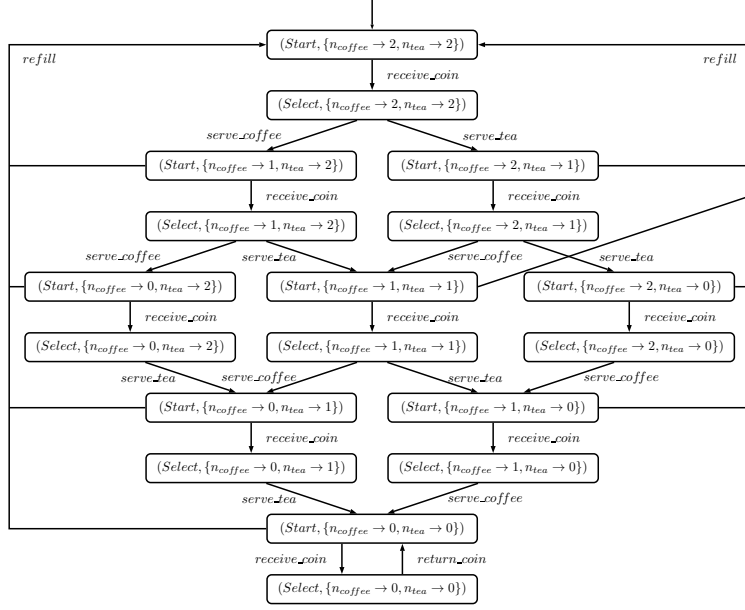 (Start, {n_coffee → 2, n_tea → 2})
refill refill
receive_coin
(Select, {n_coffee → 2, n_tea → 2})
serve_coffee serve_tea
(Start, {n_coffee → 1, n_tea → 2}) (Start, {n_coffee → 2, n_tea → 1})
receive_coin receive_coin
(Select, {n_coffee → 1, n_tea → 2}) (Select, {n_coffee → 2, n_tea → 1})
serve_coffee serve_tea serve_coffee serve_tea
(Start, {n_coffee → 0, n_tea → 2}) (Start, {n_coffee → 1, n_tea → 1}) (Start, {n_coffee → 2, n_tea → 0})
receive_coin receive_coin receive_coin
(Select, {n_coffee → 0, n_tea → 2}) (Select, {n_coffee → 1, n_tea → 1}) (Select, {n_coffee → 2, n_tea → 0})
serve_tea serve_coffee serve_tea serve_coffee
(Start, {n_coffee → 0, n_tea → 1}) (Start, {n_coffee → 1, n_tea → 0})
receive_coin receive_coin
(Select, {n_coffee → 0, n_tea → 1}) (Select, {n_coffee → 1, n_tea → 0})
serve_tea serve_coffee
(Start, {n_coffee → 0, n_tea → 0})
receive_coin return_coin
(Select, {n_coffee → 0, n_tea → 0})